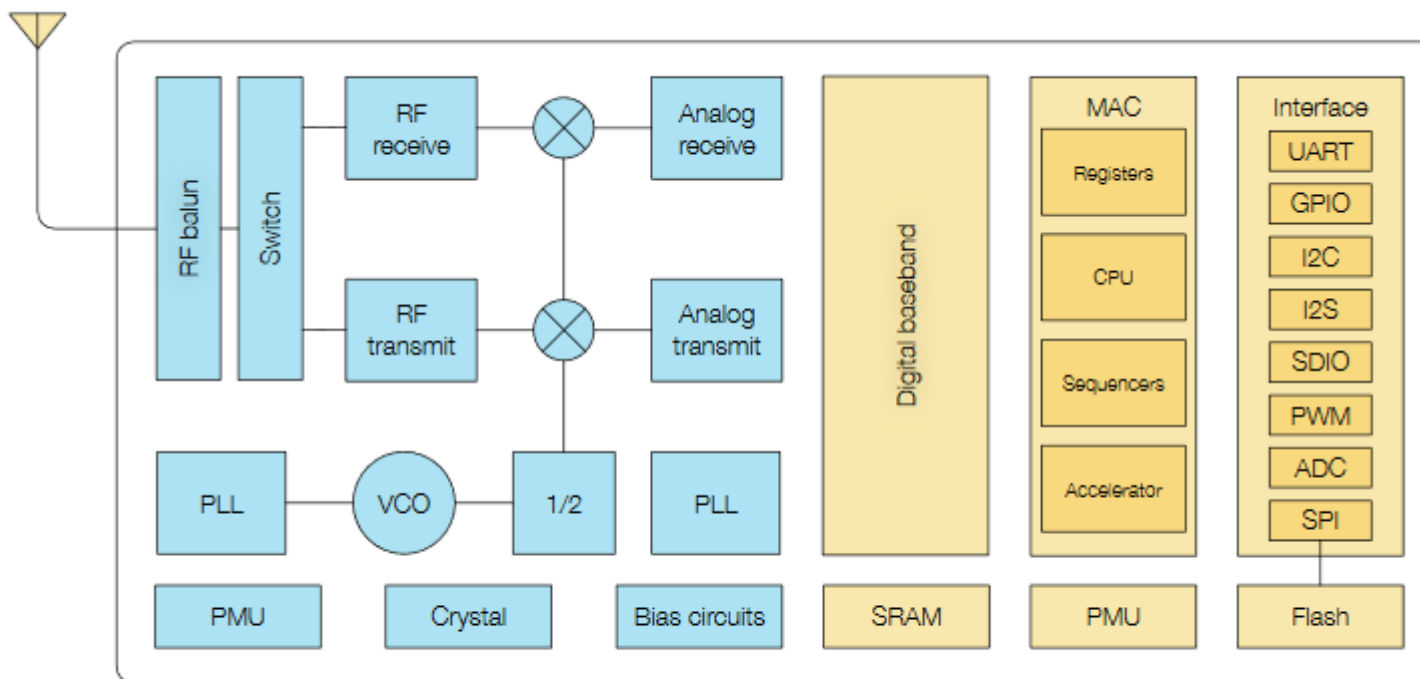 RF balun
Switch
RF
receive
Analog
receive
RF
transmit
Analog
transmit
PLL
VCO
1/2
PLL
PMU
Crystal
Bias circuits
Digital baseband
SRAM
MAC
Registers
CPU
Sequencers
Accelerator
PMU
Interface
UART
GPIO
I2C
I2S
SDIO
PWM
ADC
SPI
Flash